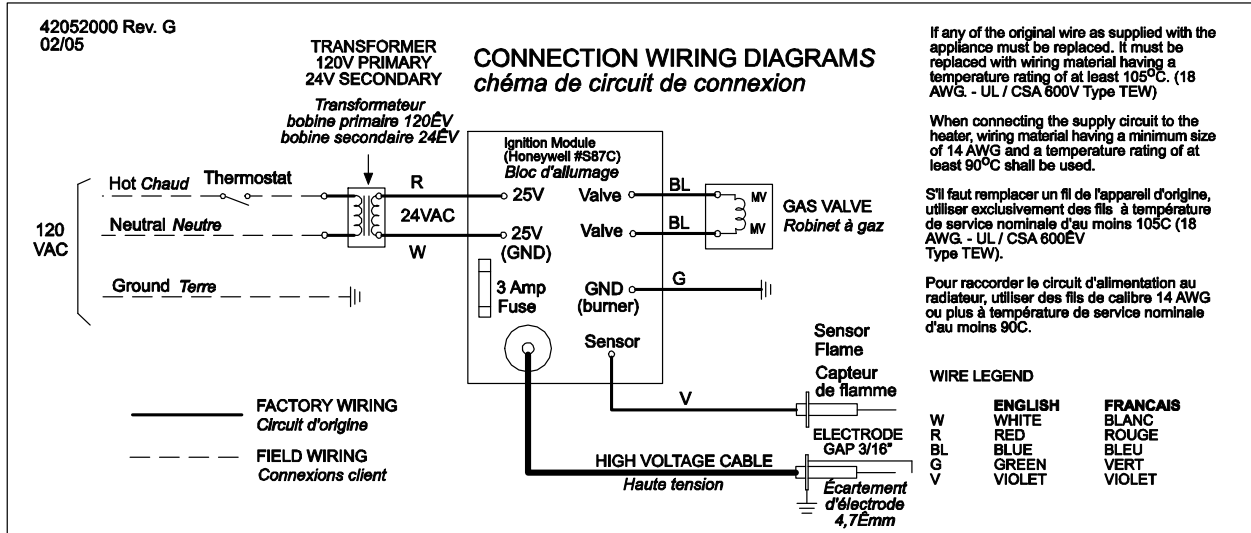 42052000 Rev. G
02/05
TRANSFORMER
120V PRIMARY
24V SECONDARY
Transformateur
bobine primaire 120ÊV
bobine secondaire 24ÊV
CONNECTION WIRING DIAGRAMS
chéma de circuit de connexion
Ignition Module
(Honeywell #S87C)
Bloc d'allumage
120
VAC
Hot Chaud
Thermostat
Neutral Neutre
Ground Terre
R
24VAC
W
25V
25V
(GND)
3 Amp
Fuse
Valve
Valve
GND
(burner)
Sensor
BL
BL
G
MV
MV
GAS VALVE
Robinet à gaz
V
Sensor
Flame
Capteur
de flamme
ELECTRODE
GAP 3/16"
HIGH VOLTAGE CABLE
Haute tension
Écartement
d'électrode
4,7Êmm
FACTORY WIRING
Circuit d'origine
FIELD WIRING
Connexions client
If any of the original wire as supplied with the
appliance must be replaced. It must be
replaced with wiring material having a
temperature rating of at least 105ºC. (18
AWG. - UL / CSA 600V Type TEW)
When connecting the supply circuit to the
heater, wiring material having a minimum size
of 14 AWG and a temperature rating of at
least 90ºC shall be used.
S'il faut remplacer un fil de l'appareil d'origine,
utiliser exclusivement des fils à température
de service nominale d'au moins 105C (18
AWG. - UL / CSA 600ÊV
Type TEW).
Pour raccorder le circuit d'alimentation au
radiateur, utiliser des fils de calibre 14 AWG
ou plus à température de service nominale
d'au moins 90C.
WIRE LEGEND
ENGLISH FRANCAIS
W WHITE BLANC
R RED ROUGE
BL BLUE BLEU
G GREEN VERT
V VIOLET VIOLET